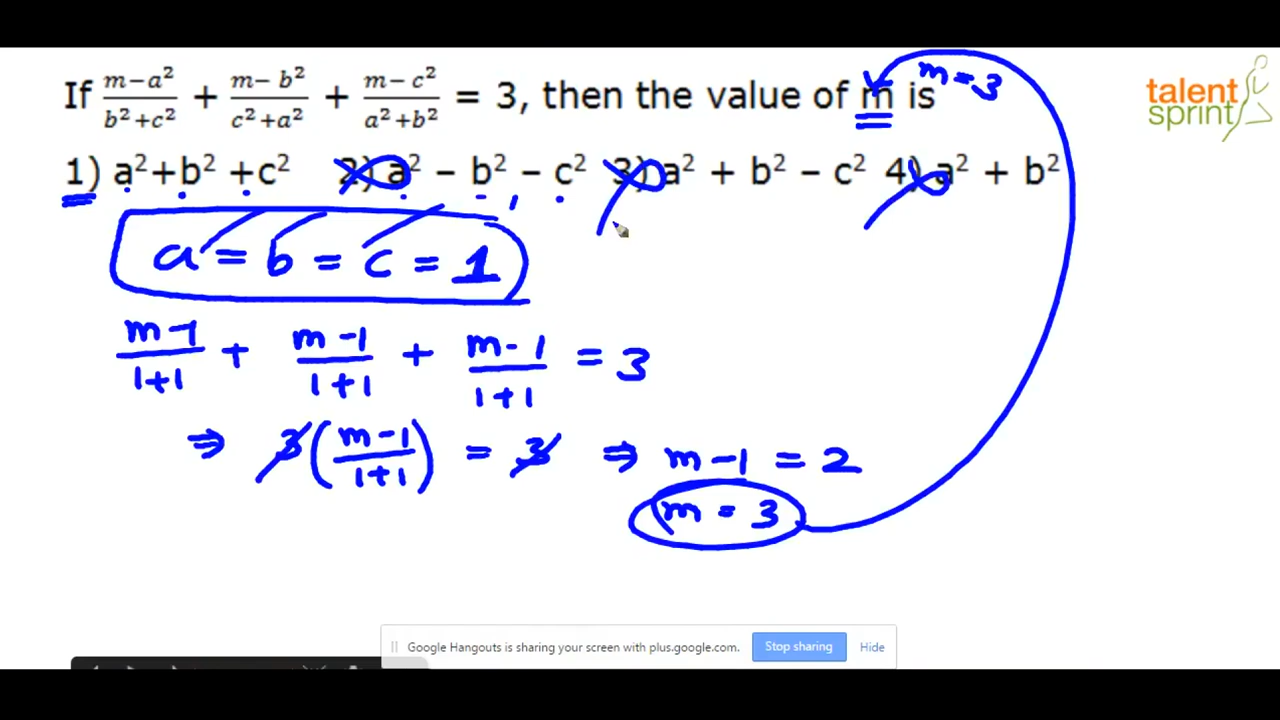 If (m−a²)/(b²+c²) + (m− b²)/(c²+a²) + (m− c²)/(a²+b²) = 3, then the value of m is m = 3
talent
sprint
1) a²+b² +c² 2) a² − b² − c² 3) a² + b² − c² 4) a² + b²
a = b = c = 1
(m-1)/(1+1) + (m-1)/(1+1) + (m-1)/(1+1) = 3
⇒ 3((m-1)/(1+1)) = 3 ⇒ m-1 = 2
m = 3
Google Hangouts is sharing your screen with plus.google.com. Stop sharing Hide